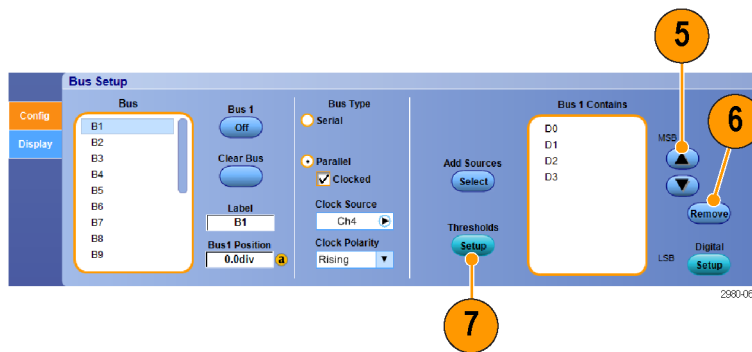 5
Bus Setup
6
Config
Display
Bus
B1
B2
B3
B4
B5
B6
B7
B8
B9
Bus 1
Off
Clear Bus
Label
B1
Bus1 Position
0.0div
a
Bus Type
Serial
Parallel
Clocked
Clock Source
Ch4
Clock Polarity
Rising
Add Sources
Select
Thresholds
Setup
Bus 1 Contains
D0
D1
D2
D3
MSB
Remove
LSB
Digital
Setup
7